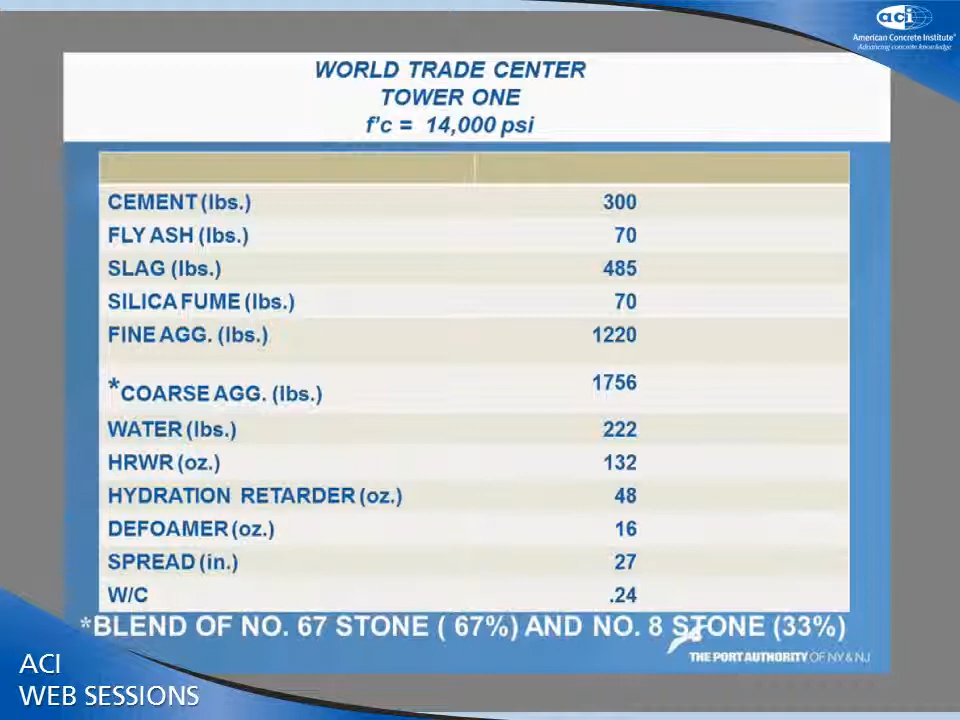 aci
American Concrete Institute®
Advancing concrete knowledge
WORLD TRADE CENTER
TOWER ONE
f'c = 14,000 psi
CEMENT (lbs.) 300
FLY ASH (lbs.) 70
SLAG (lbs.) 485
SILICA FUME (lbs.) 70
FINE AGG. (lbs.) 1220
*COARSE AGG. (lbs.) 1756
WATER (lbs.) 222
HRWR (oz.) 132
HYDRATION RETARDER (oz.) 48
DEFOAMER (oz.) 16
SPREAD (in.) 27
W/C .24
*BLEND OF NO. 67 STONE ( 67%) AND NO. 8 STONE (33%)
THE PORT AUTHORITY OF NY & NJ
ACI
WEB SESSIONS